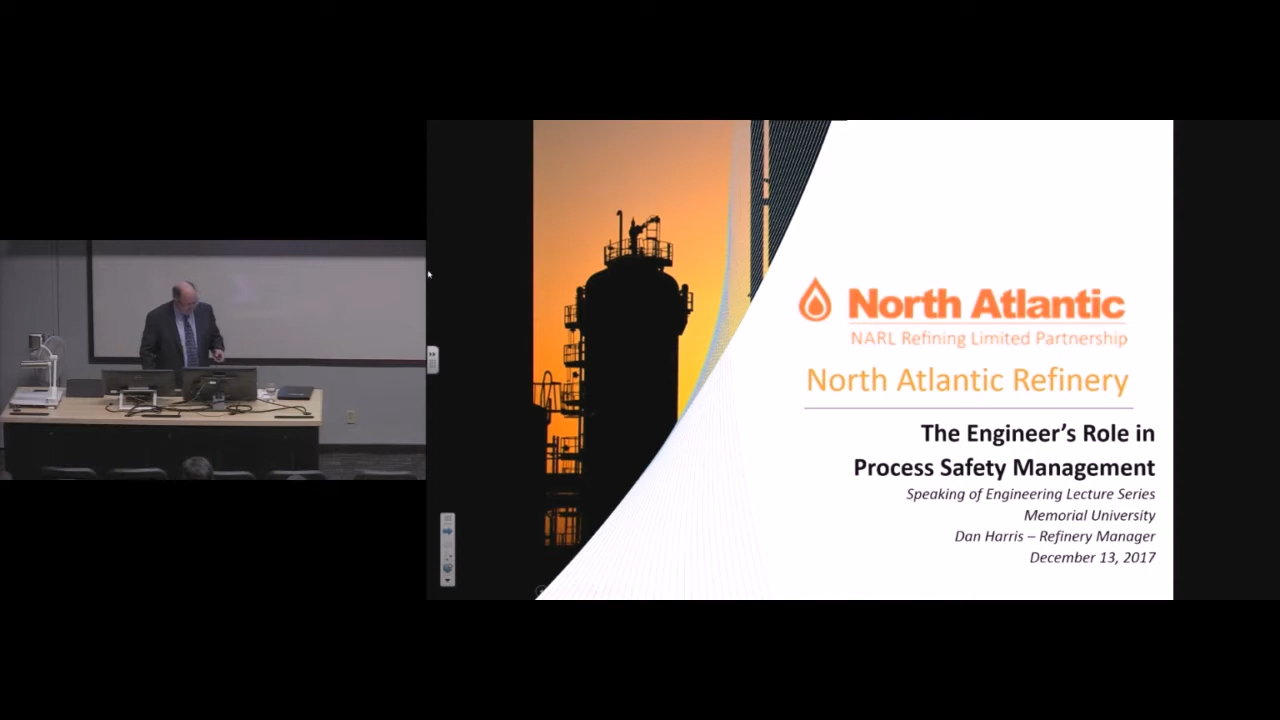 North Atlantic
NARL Refining Limited Partnership
North Atlantic Refinery
The Engineer's Role in
Process Safety Management
Speaking of Engineering Lecture Series
Memorial University
Dan Harris – Refinery Manager
December 13, 2017